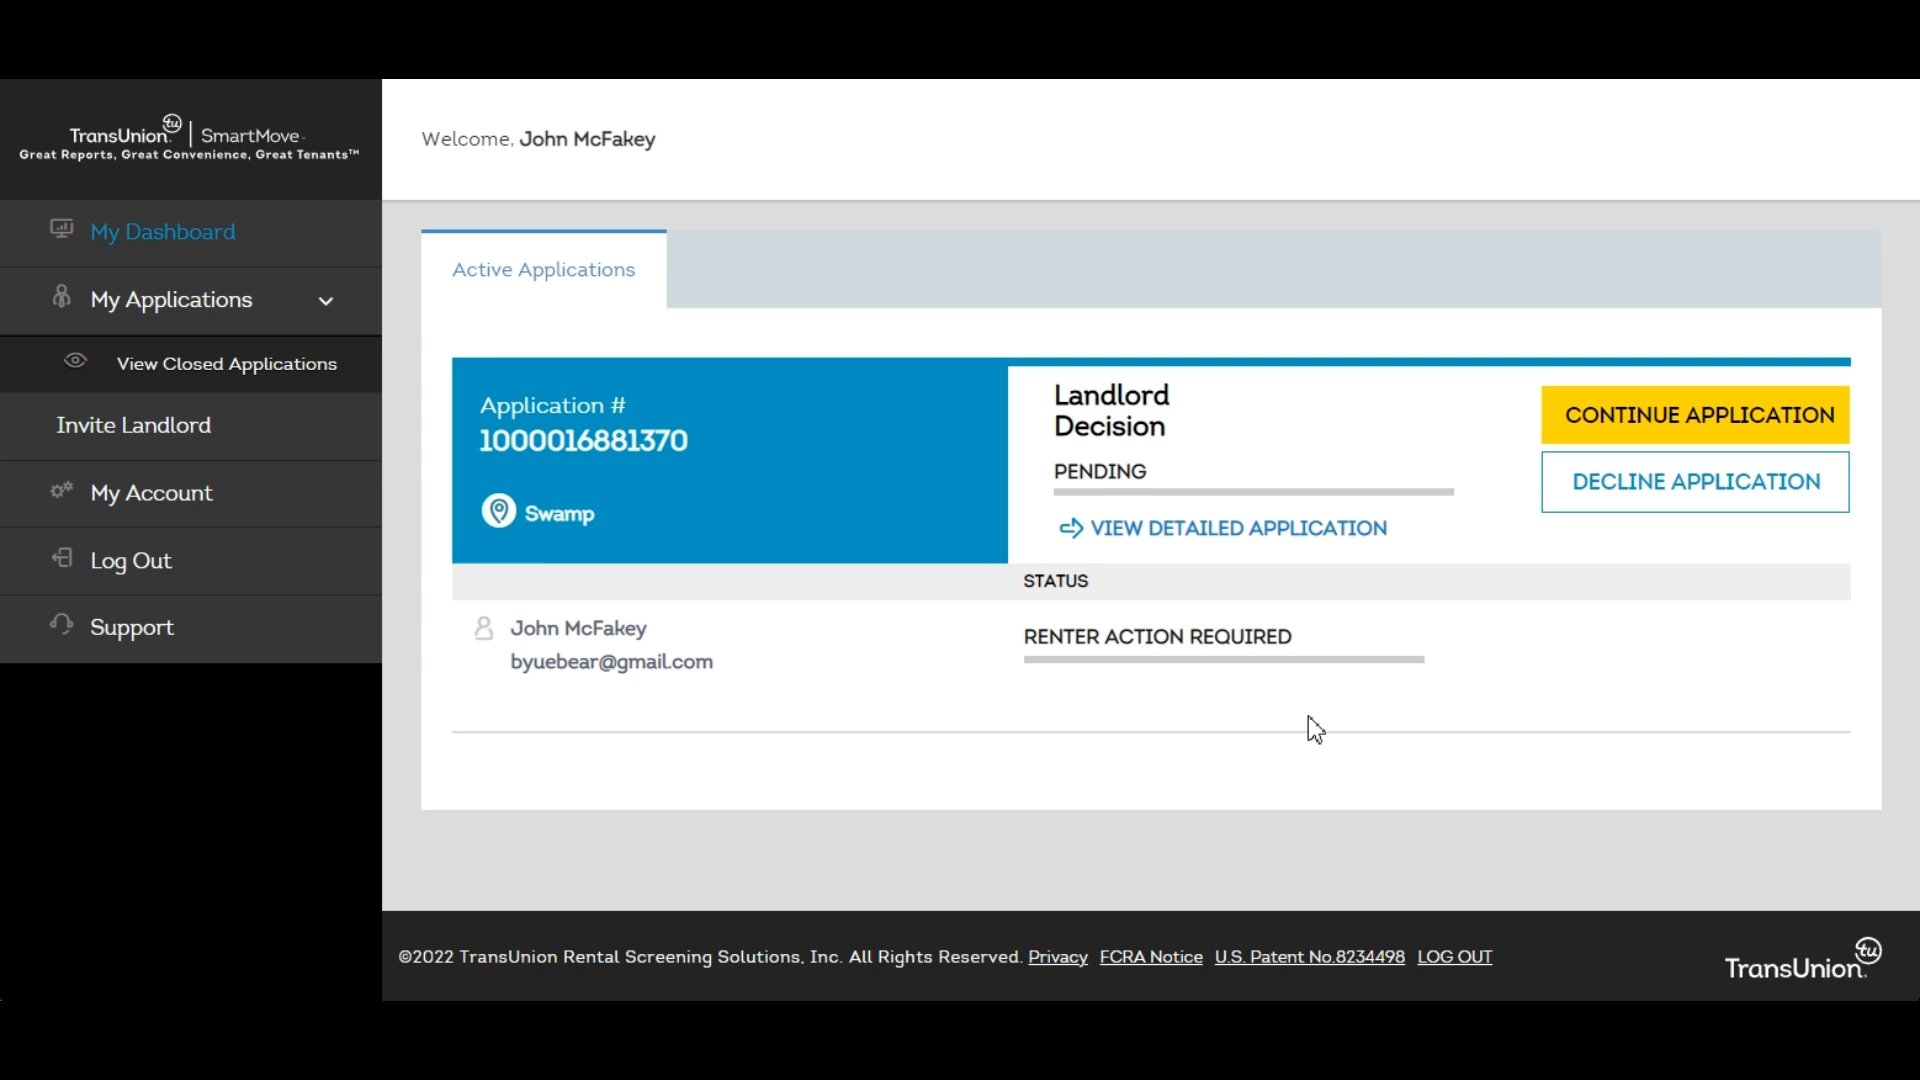 TransUnion. tu | SmartMove
Great Reports, Great Convenience, Great Tenants™
My Dashboard
My Applications
View Closed Applications
Invite Landlord
My Account
Log Out
Support
Welcome, John McFakey
Active Applications
Application #
1000016881370
Swamp
Landlord
Decision
PENDING
VIEW DETAILED APPLICATION
CONTINUE APPLICATION
DECLINE APPLICATION
STATUS
John McFakey
byuebear@gmail.com
RENTER ACTION REQUIRED
©2022 TransUnion Rental Screening Solutions, Inc. All Rights Reserved. Privacy FCRA Notice U.S. Patent No.8234498 LOG OUT
TransUnion. tu